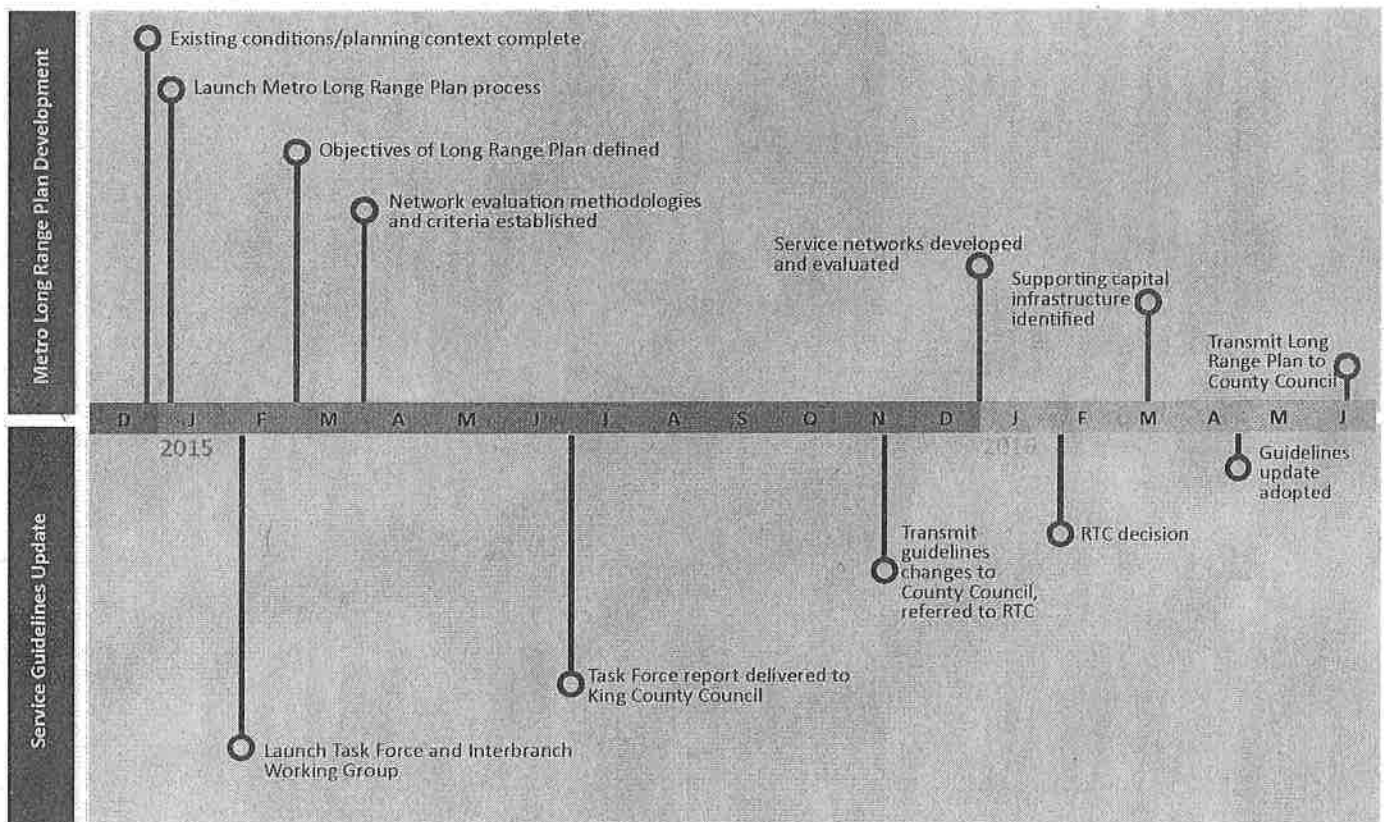 Metro Long Range Plan Development
Existing conditions/planning context complete
Launch Metro Long Range Plan process
Objectives of Long Range Plan defined
Network evaluation methodologies
and criteria established
Service networks developed
and evaluated
Supporting capital
infrastructure
identified
Transmit Long
Range Plan to
County Council
D J F M A M J J A S O N D J F M A M J
2015
2016
Service Guidelines Update
Guidelines
update
adopted
RTC decision
Transmit
guidelines
changes to
County Council,
referred to RTC
Task Force report delivered to
King County Council
Launch Task Force and Interbranch
Working Group